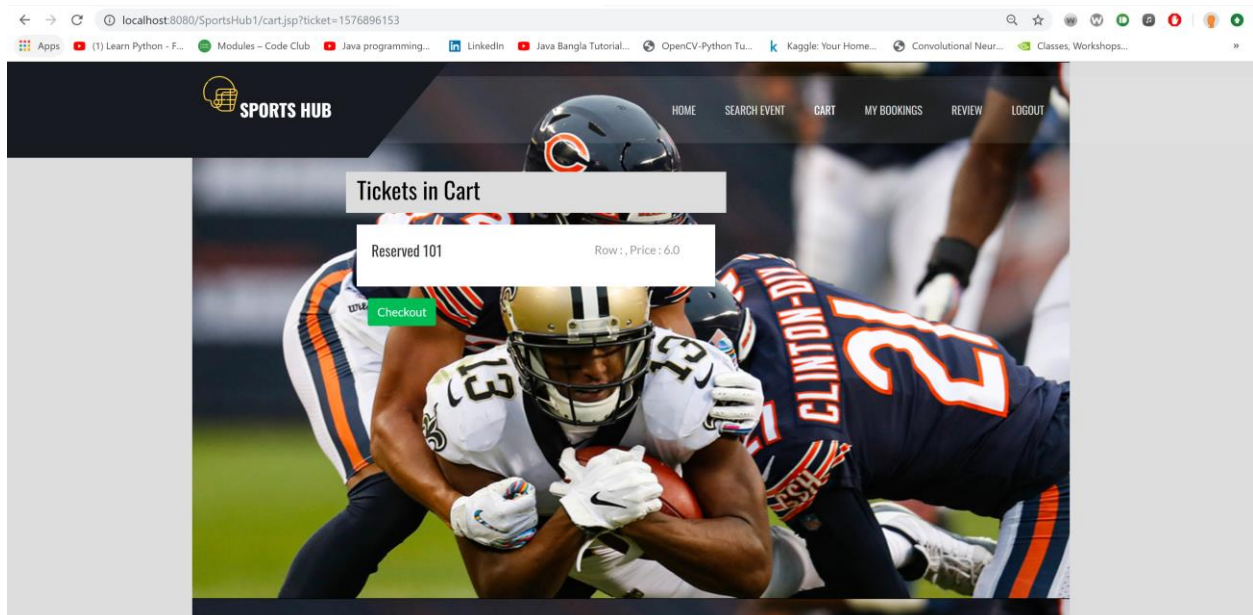 localhost:8080/SportsHub1/cart.jsp?ticket=1576896153
Apps (1) Learn Python - F... Modules – Code Club Java programming... LinkedIn Java Bangla Tutorial... OpenCV-Python Tu... Kaggle: Your Home... Convolutional Neur... Classes, Workshops... »
SPORTS HUB
HOME SEARCH EVENT CART MY BOOKINGS REVIEW LOGOUT
Tickets in Cart
Reserved 101 Row : , Price : 6.0
Checkout
13 13
CLINTON-DIX
21
GSH